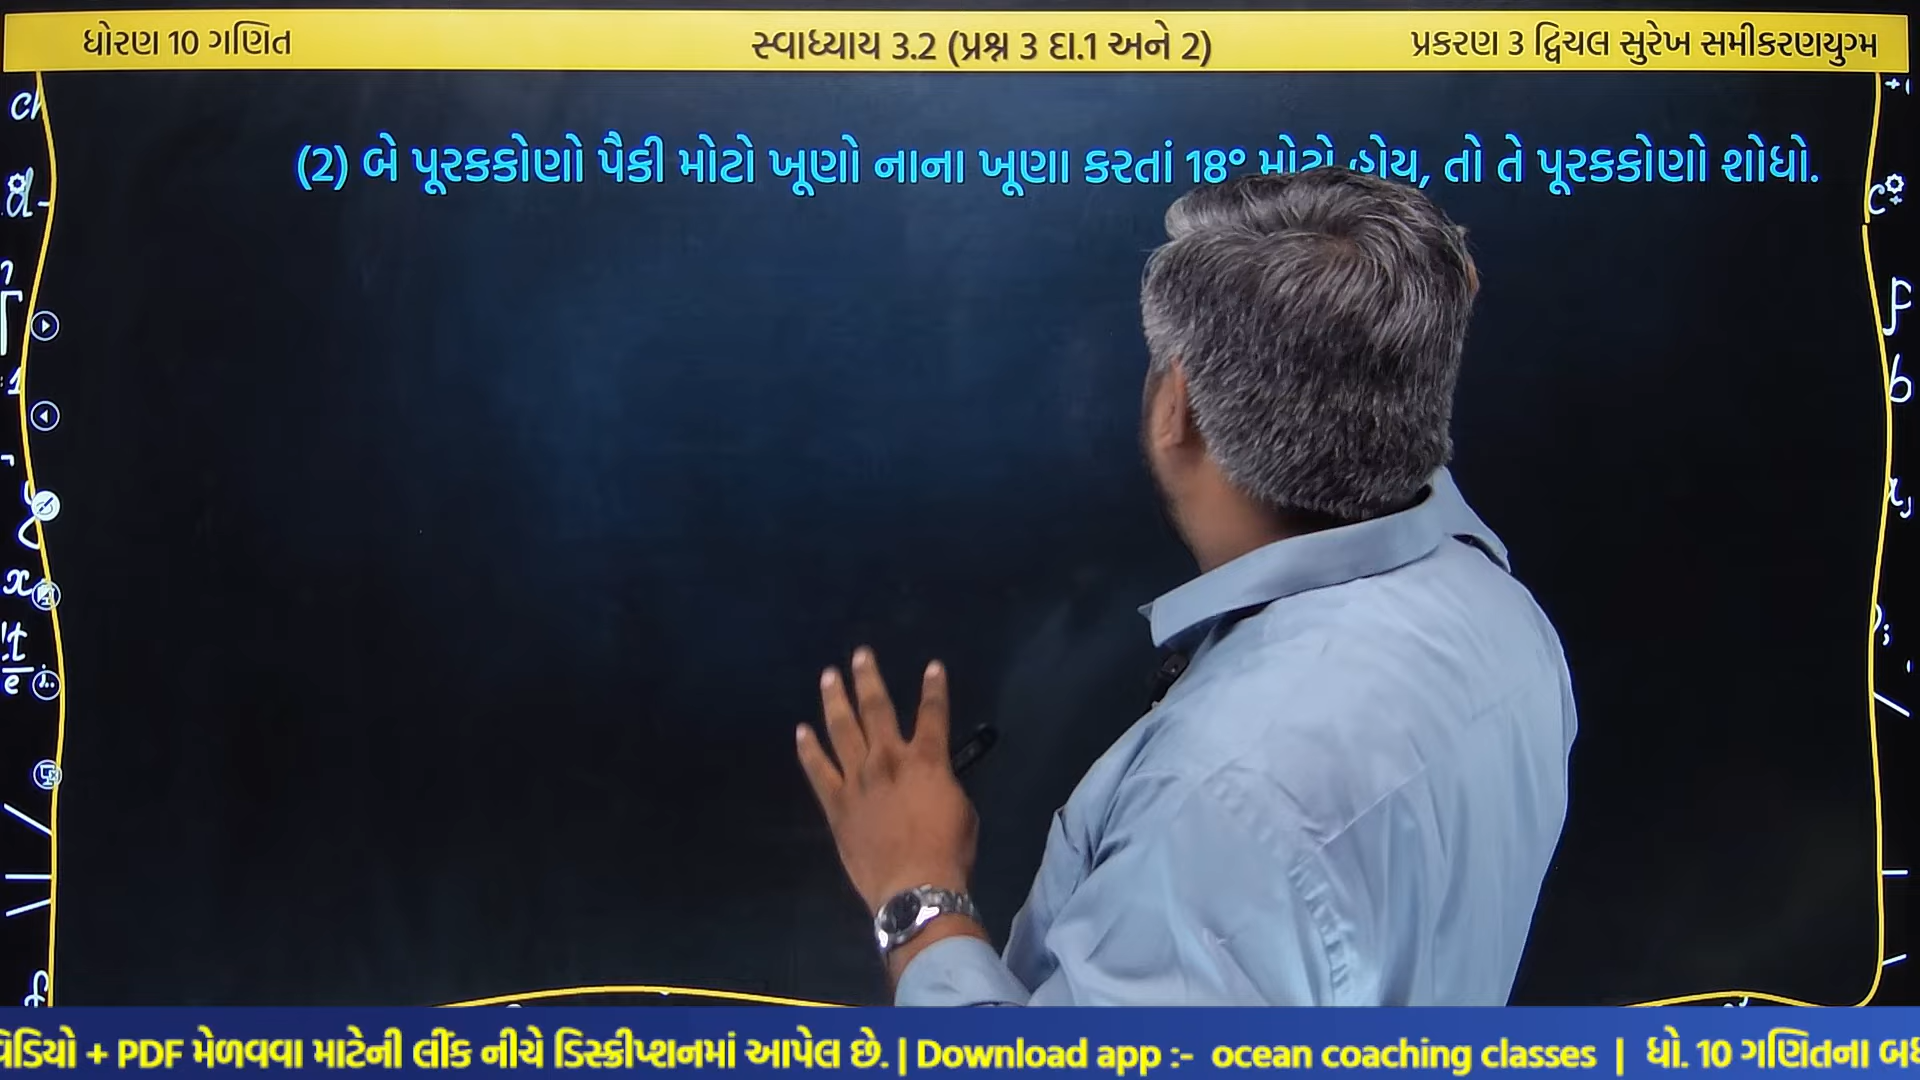 ધોરણ 10 ગણિત
સ્વાધ્યાય 3.2 (પ્રશ્ન 3 દા.1 અને 2)
પ્રકરણ 3 દ્વિચલ સુરેખ સમીકરણયુગ્મ
(2) બે પૂરકકોણો પૈકી મોટો ખૂણો નાના ખૂણા કરતાં 18° મોટો હોય, તો તે પૂરકકોણો શોધો.
વિડિયો + PDF મેળવવા માટેની લીંક નીચે ડિસ્ક્રીપ્શનમાં આપેલ છે. | Download app :- ocean coaching classes | ધો. 10 ગણિતના